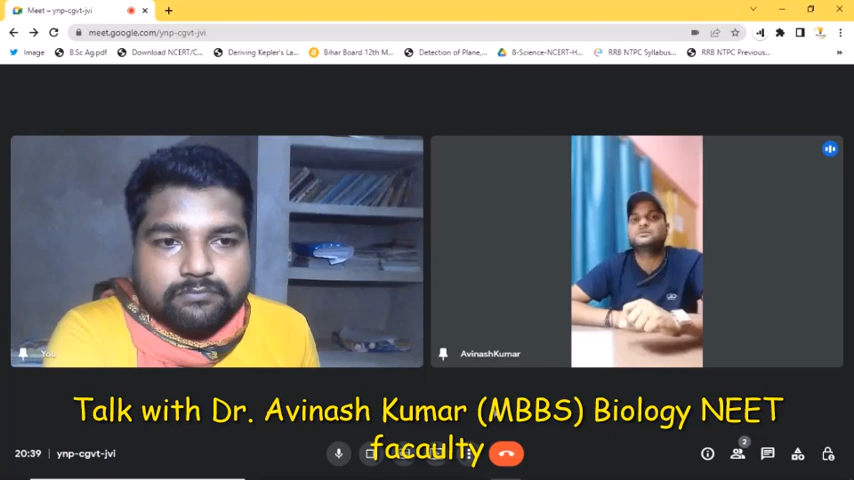 Meet – ynp-cgvt-jvi
meet.google.com/ynp-cgvt-jvi
Image
B.Sc Ag.pdf
Download NCERT/C...
Deriving Kepler's La...
Bihar Board 12th M...
Detection of Plane,...
8-Science-NCERT-H...
RRB NTPC Syllabus...
RRB NTPC Previous...
You
AvinashKumar
Talk with Dr. Avinash Kumar (MBBS) Biology NEET
facaulty
20:39 ynp-cgvt-jvi
2